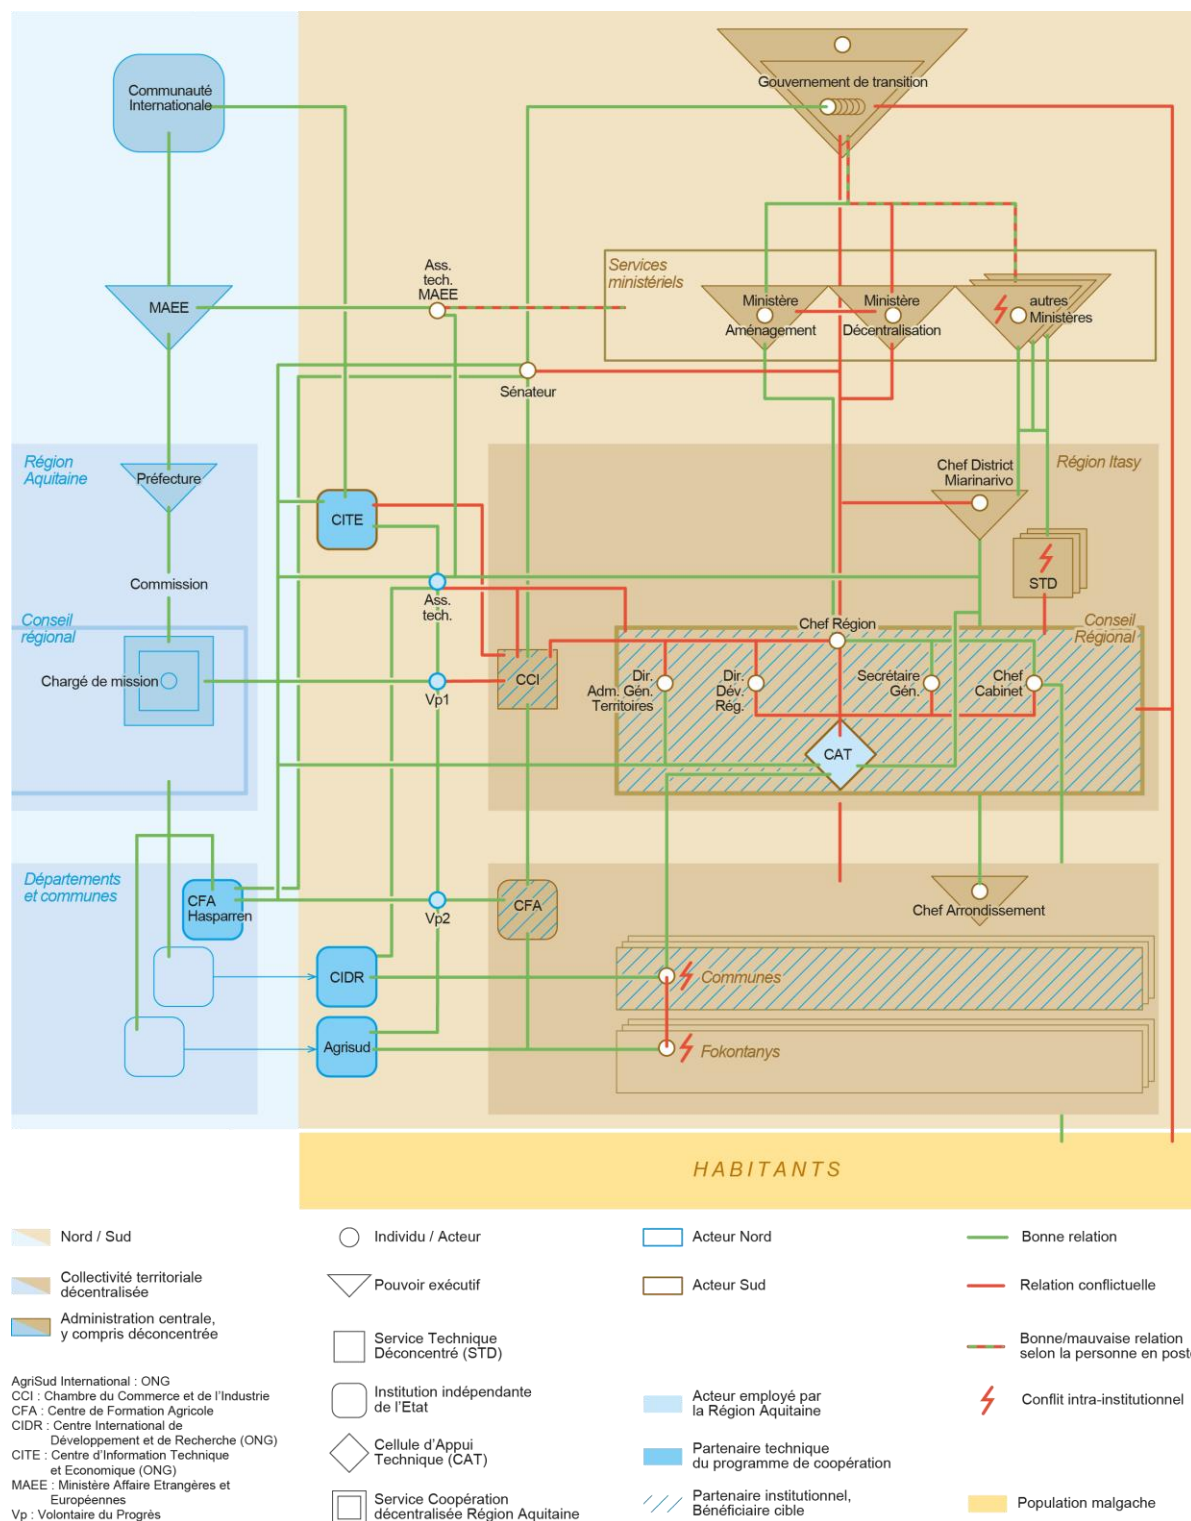 Communauté
Internationale
Gouvernement de transition
Services
ministériels
Ass.
tech.
MAEE
MAEE
Ministère
Aménagement
Ministère
Décentralisation
autres
Ministères
Sénateur
Région
Aquitaine
Préfecture
Région Itasy
Chef District
Miarinarivo
CITE
STD
Commission
Ass.
tech.
Conseil
régional
Chef Région
Conseil
Régional
Chargé de mission
Vp1
CCI
Dir.
Adm. Gén.
Territoires
Dir.
Dév.
Rég.
Secrétaire
Gén.
Chef
Cabinet
CAT
Départements
et communes
CFA
Hasparren
Vp2
CFA
Chef Arrondissement
CIDR
Communes
Agrisud
Fokontanys
HABITANTS
Nord / Sud
Collectivité territoriale
décentralisée
Administration centrale,
y compris déconcentrée
AgriSud International : ONG
CCI : Chambre du Commerce et de l'Industrie
CFA : Centre de Formation Agricole
CIDR : Centre International de
Développement et de Recherche (ONG)
CITE : Centre d'Information Technique
et Economique (ONG)
MAEE : Ministère Affaire Etrangères et
Européennes
Vp : Volontaire du Progrès
Individu / Acteur
Pouvoir exécutif
Service Technique
Déconcentré (STD)
Institution indépendante
de l'Etat
Cellule d'Appui
Technique (CAT)
Service Coopération
décentralisée Région Aquitaine
Acteur Nord
Acteur Sud
Acteur employé par
la Région Aquitaine
Partenaire technique
du programme de coopération
Partenaire institutionnel,
Bénéficiaire cible
Bonne relation
Relation conflictuelle
Bonne/mauvaise relation
selon la personne en poste
Conflit intra-institutionnel
Population malgache